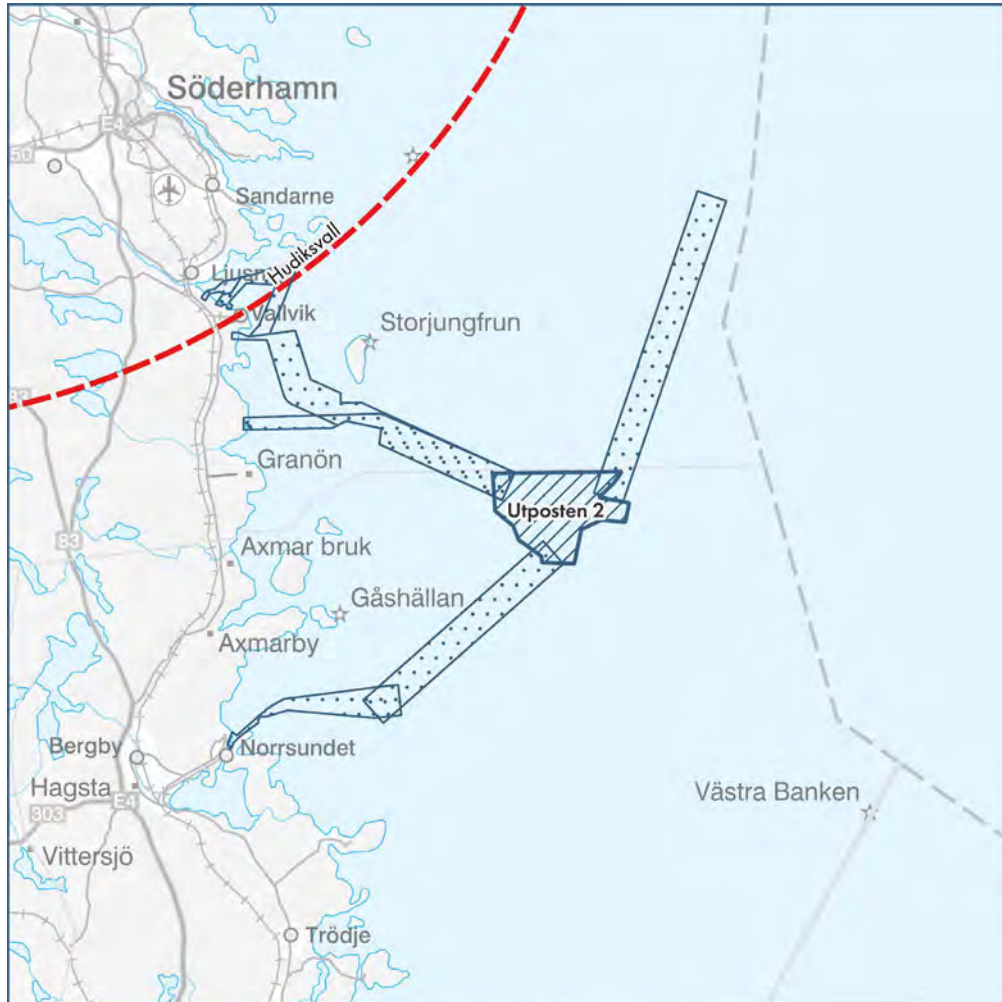 Söderhamn
E4
50
Sandarne
Hudiksvall
Vallvik
Storjungfrun
83
Granön
Utposten 2
83
Axmar bruk
Gåshällan
Axmarby
Bergby
Norrsundet
Hagsta
E4
Västra Banken
303
Vittersjö
Trödje